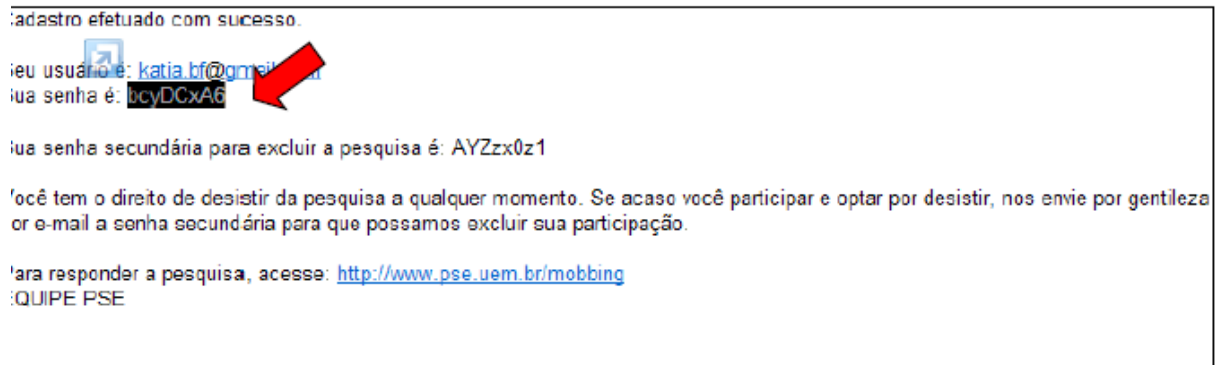 adastro efetuado com sucesso.
eu usuário é: katia.bf@gmail
ua senha é: bcyDCxA6
ua senha secundária para excluir a pesquisa é: AYZzx0z1
ocê tem o direito de desistir da pesquisa a qualquer momento. Se acaso você participar e optar por desistir, nos envie por gentileza
or e-mail a senha secundária para que possamos excluir sua participação.
ara responder a pesquisa, acesse: http://www.pse.uem.br/mobbing
QUIPE PSE